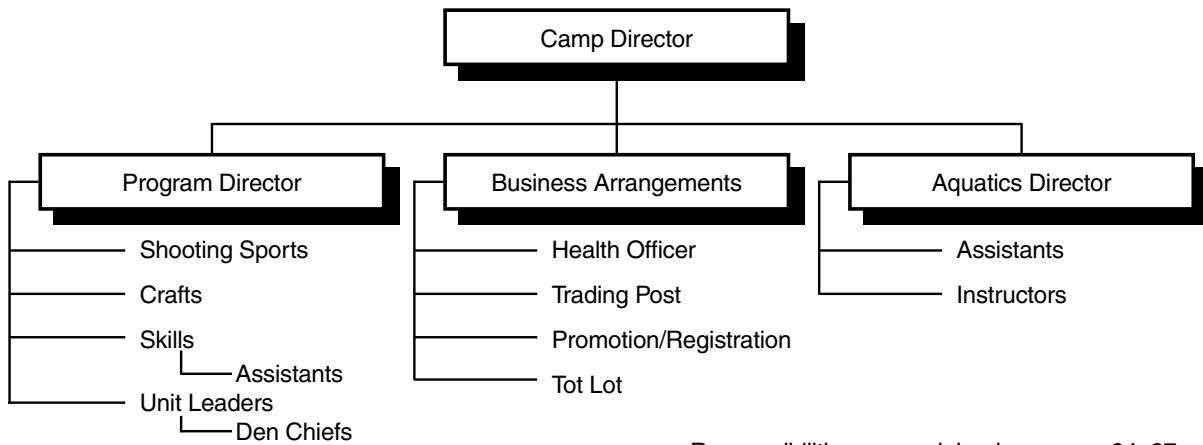 Camp Director
Program Director
Business Arrangements
Aquatics Director
Shooting Sports
Crafts
Skills
Assistants
Unit Leaders
Den Chiefs
Health Officer
Trading Post
Promotion/Registration
Tot Lot
Assistants
Instructors